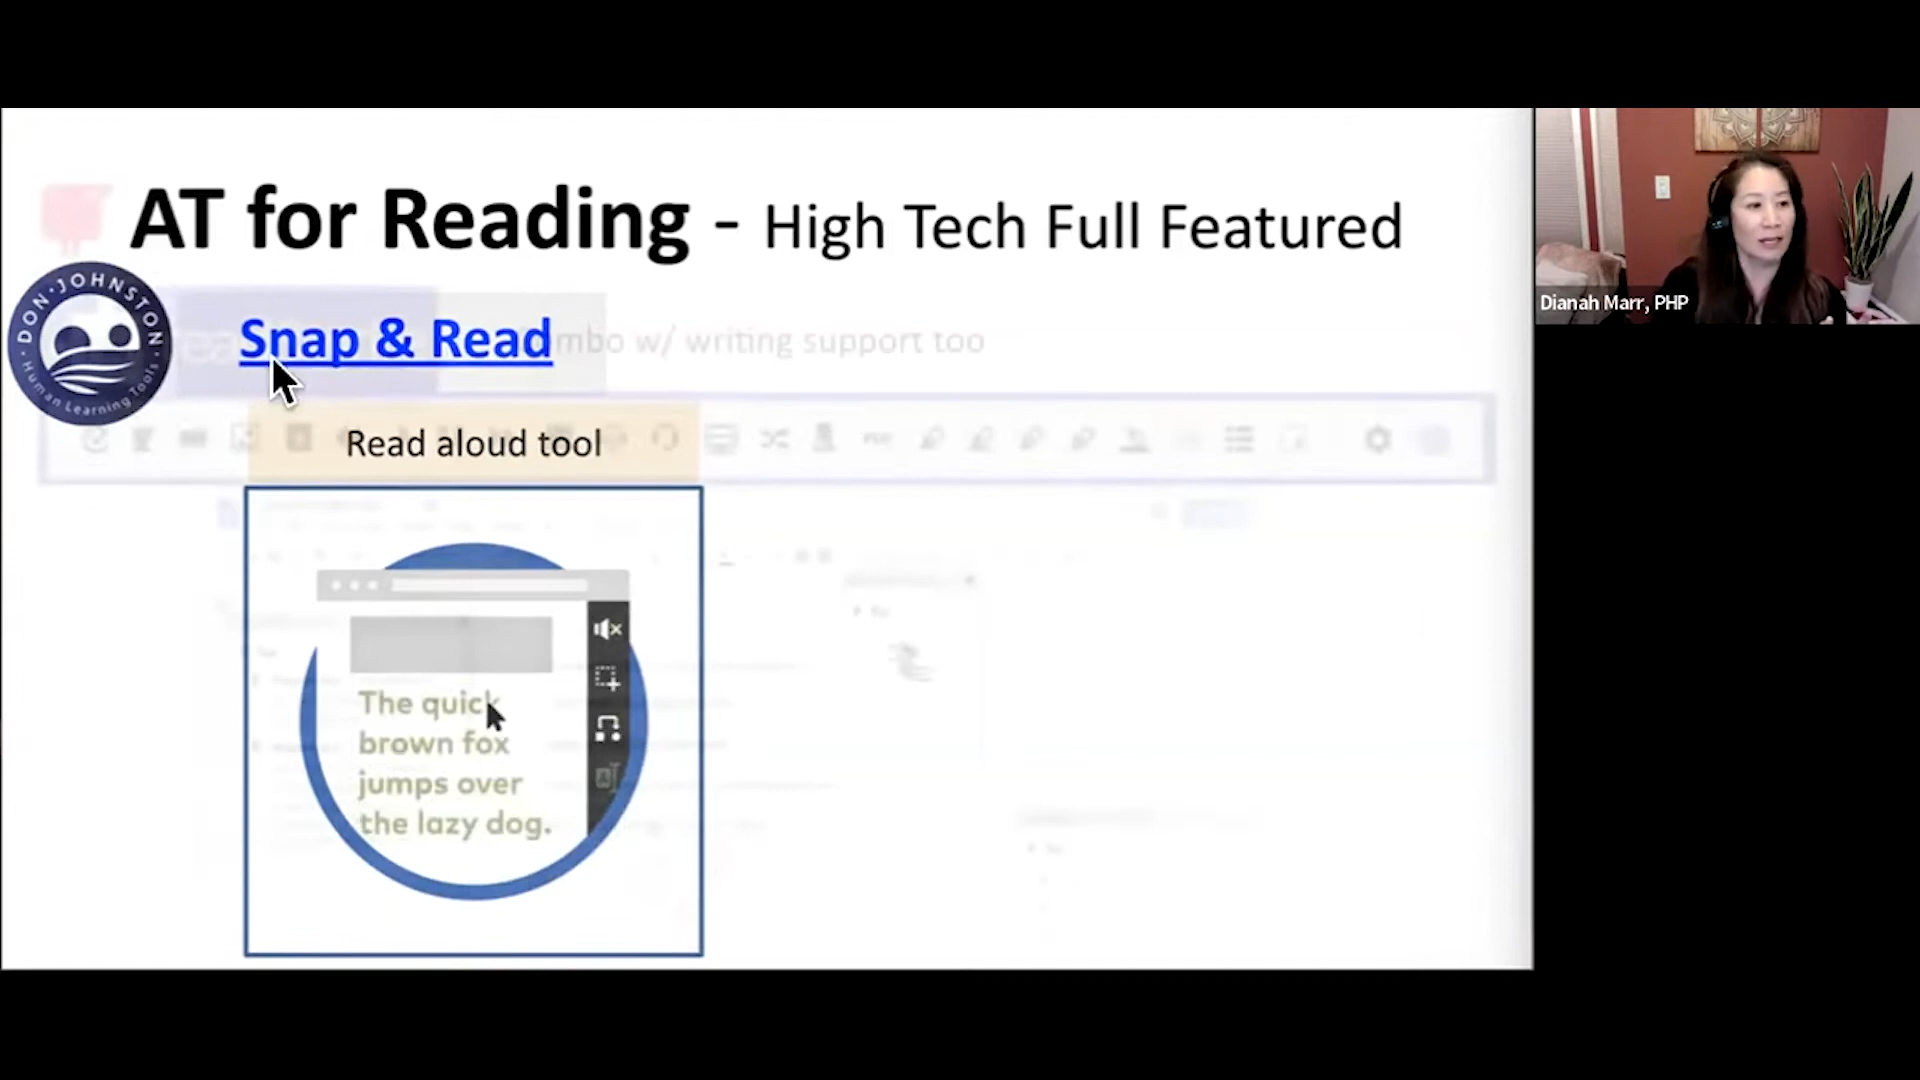 AT for Reading - High Tech Full Featured
DON JOHNSTON
Human Learning Tools
Snap & Read
mbo w/ writing support too
Read aloud tool
The quick
brown fox
jumps over
the lazy dog.
Dianah Marr, PHP